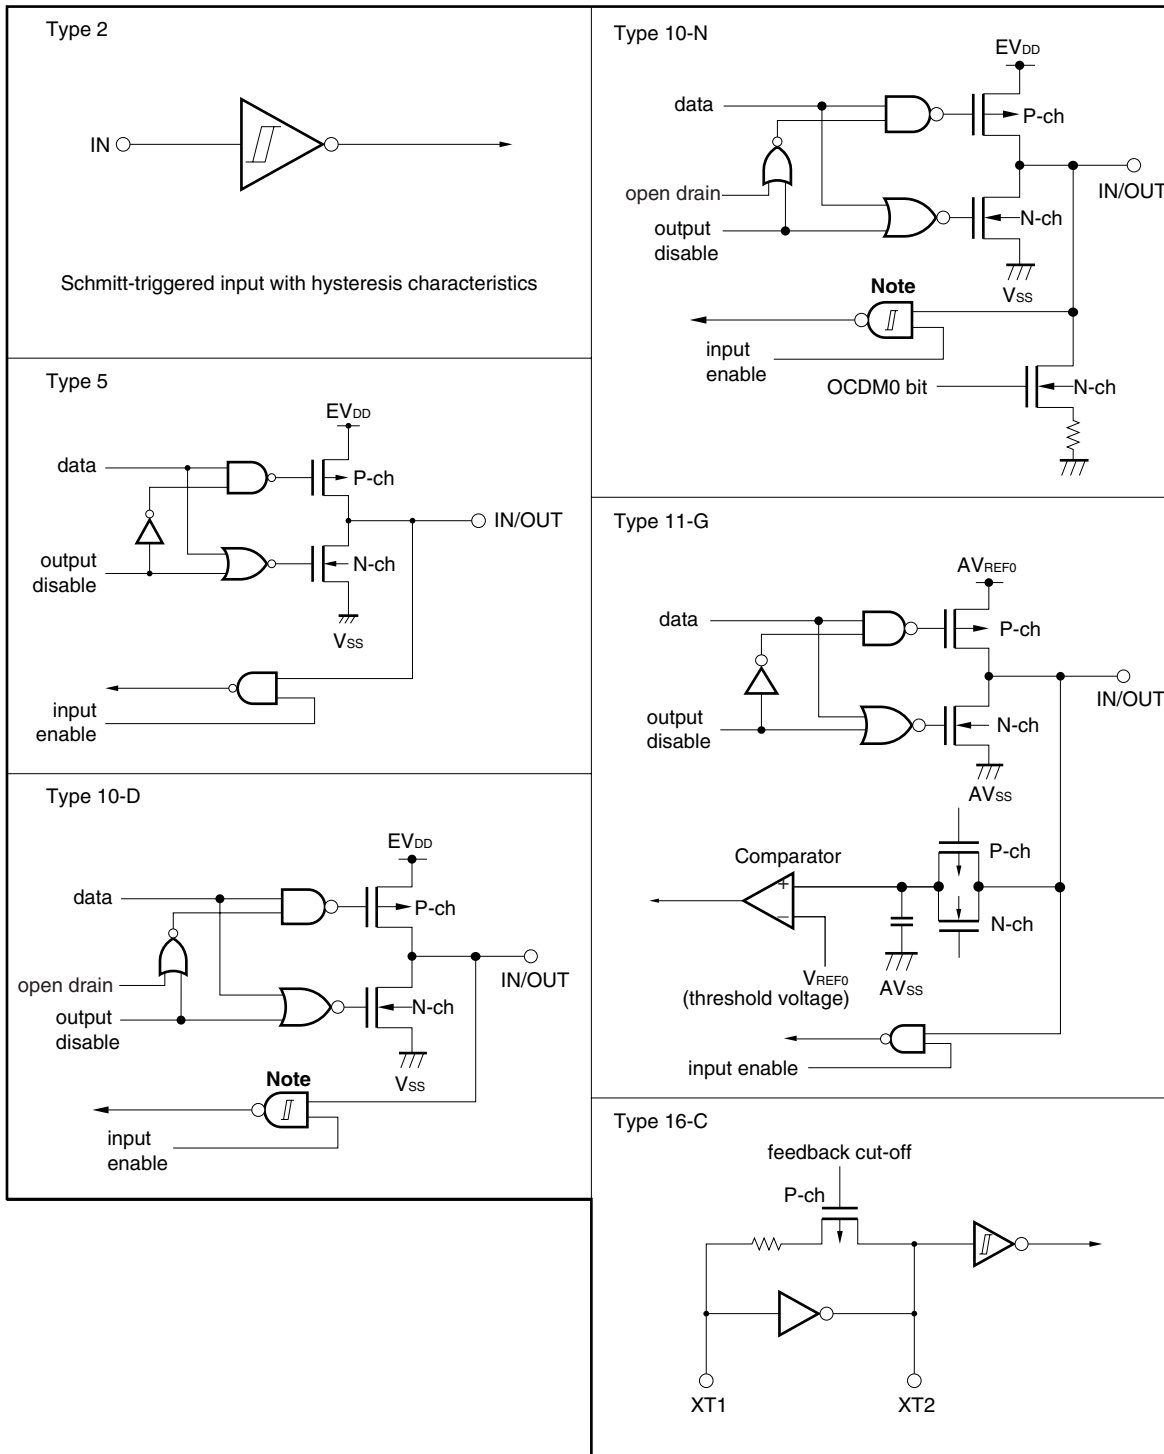 Type 2
IN
Schmitt-triggered input with hysteresis characteristics
Type 5
EVDD
data
P-ch
IN/OUT
output
disable
N-ch
VSS
input
enable
Type 10-D
EVDD
data
P-ch
IN/OUT
open drain
N-ch
output
disable
VSS
Note
input
enable
Type 10-N
EVDD
data
P-ch
IN/OUT
open drain
N-ch
output
disable
VSS
Note
input
enable
OCDM0 bit
N-ch
Type 11-G
AVREF0
data
P-ch
IN/OUT
output
disable
N-ch
AVSS
P-ch
Comparator
+
−
N-ch
VREF0
(threshold voltage)
AVSS
input enable
Type 16-C
feedback cut-off
P-ch
XT1
XT2